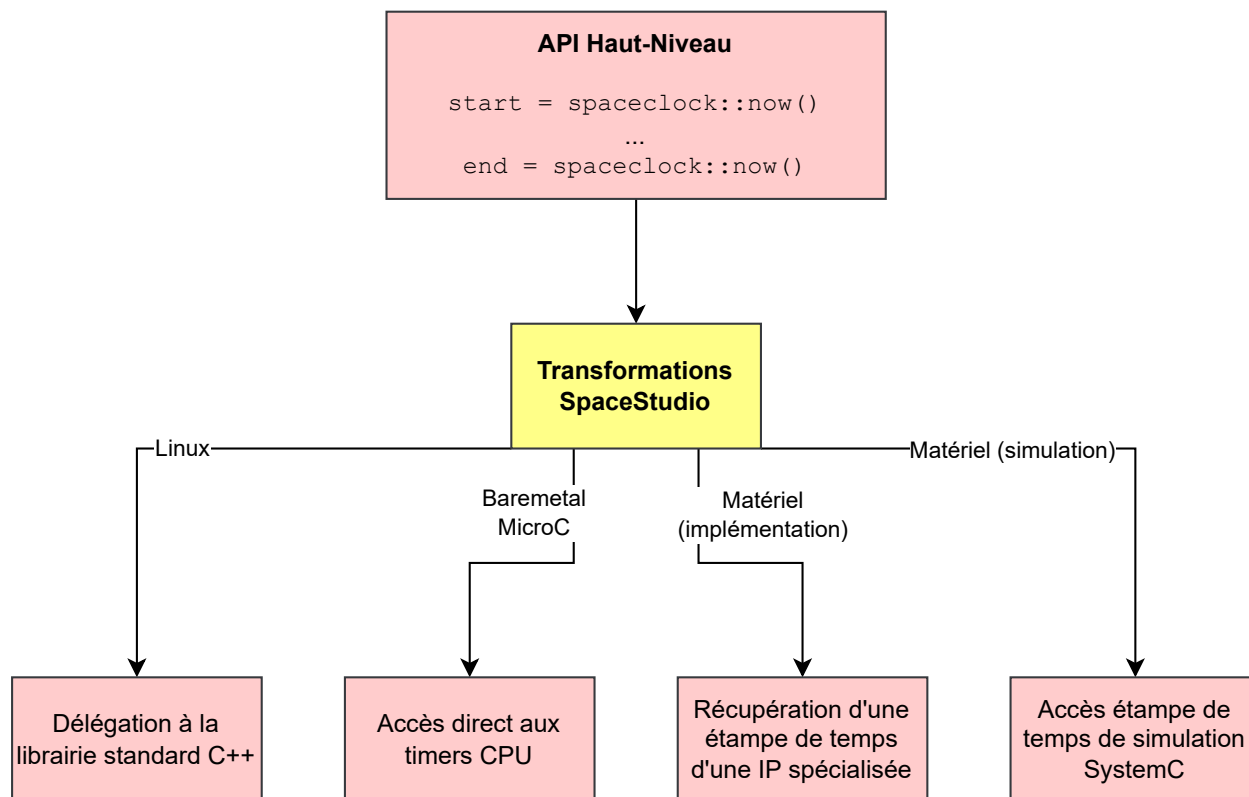 API Haut-Niveau
start = spaceclock::now()
...
end = spaceclock::now()
Transformations
SpaceStudio
Linux
Matériel (simulation)
Baremetal
MicroC
Matériel
(implémentation)
Délégation à la
librairie standard C++
Accès direct aux
timers CPU
Récupération d'une
étampe de temps
d'une IP spécialisée
Accès étampe de
temps de simulation
SystemC